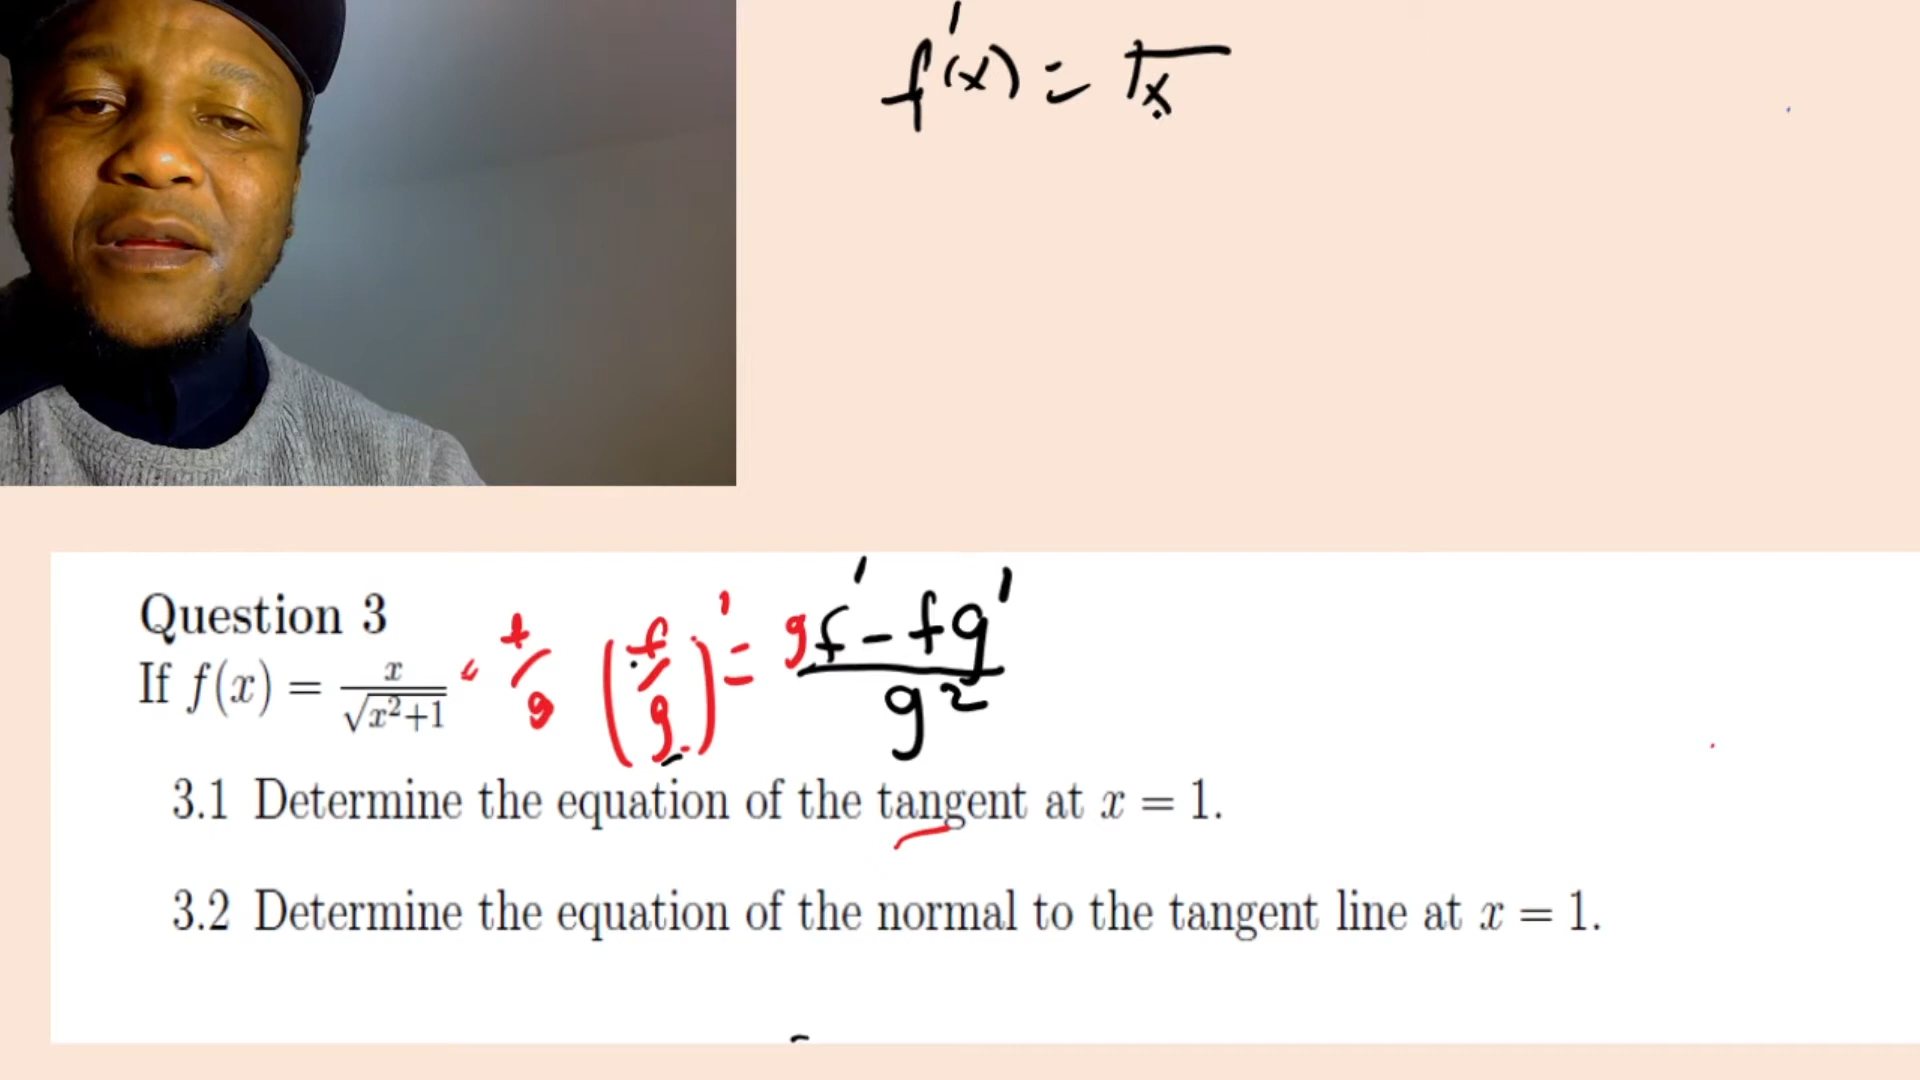 f'(x) = √x
Question 3
If f(x) = x/√(x²+1) = f/g (f/g)' = (gf' - fg')/g²
3.1 Determine the equation of the tangent at x = 1.
3.2 Determine the equation of the normal to the tangent line at x = 1.